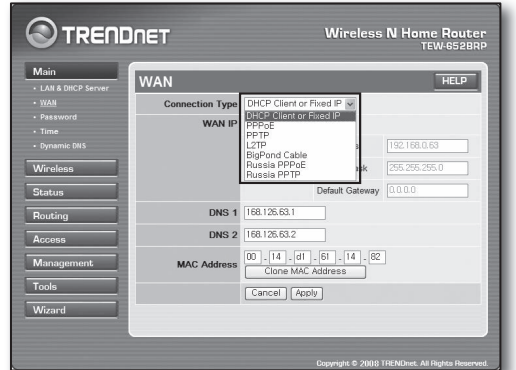 TRENDNET
Wireless N Home Router
TEW-652BRP
Main
• LAN & DHCP Server
• WAN
• Password
• Time
• Dynamic DNS
Wireless
Status
Routing
Access
Management
Tools
Wizard
WAN
HELP
Connection Type DHCP Client or Fixed IP
DHCP Client or Fixed IP
PPPoE
PPTP
L2TP
BigPond Cable
Russia PPPoE
Russia PPTP
WAN IP
192.168.0.63
255.255.255.0
Default Gateway 0.0.0.0
DNS 1 168.126.63.1
DNS 2 168.126.63.2
MAC Address 00 - 14 - d1 - 61 - 14 - 82
Clone MAC Address
Cancel Apply
Copyright © 2008 TRENDnet. All Rights Reserved.